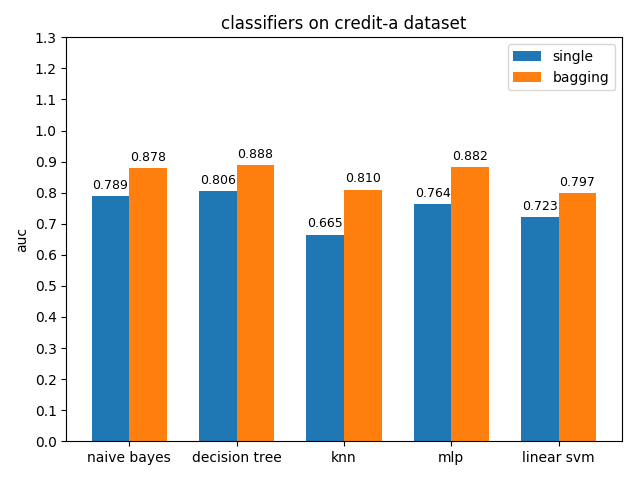 classifiers on credit-a dataset
single
bagging
auc
1.3
1.2
1.1
1.0
0.9
0.8
0.7
0.6
0.5
0.4
0.3
0.2
0.1
0.0
0.789
0.878
0.806
0.888
0.665
0.810
0.764
0.882
0.723
0.797
naive bayes
decision tree
knn
mlp
linear svm